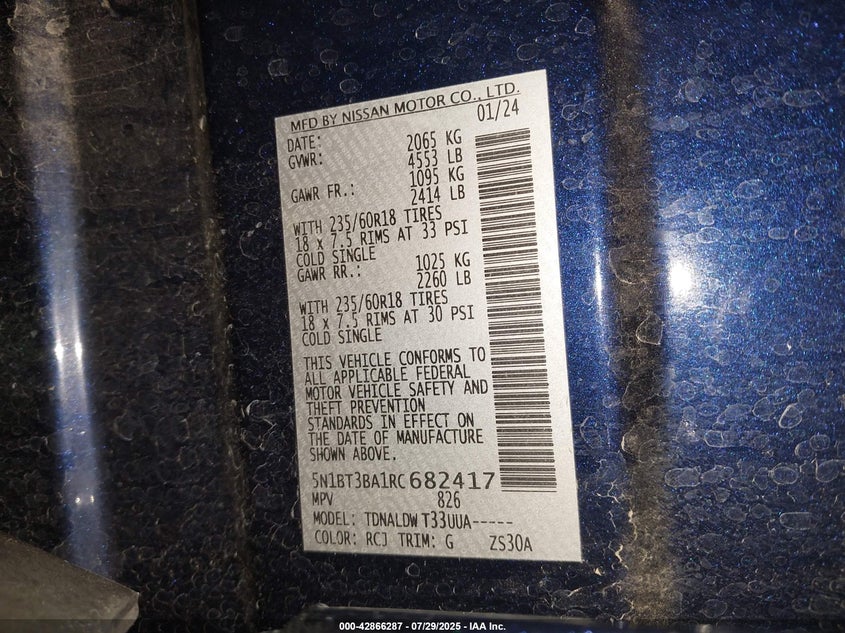 MFD BY NISSAN MOTOR CO., LTD.
DATE: 01/24
GVWR: 2065 KG
4553 LB
GAWR FR.: 1095 KG
2414 LB
WITH 235/60R18 TIRES
18 x 7.5 RIMS AT 33 PSI
COLD SINGLE
GAWR RR.: 1025 KG
2260 LB
WITH 235/60R18 TIRES
18 x 7.5 RIMS AT 30 PSI
COLD SINGLE
THIS VEHICLE CONFORMS TO
ALL APPLICABLE FEDERAL
MOTOR VEHICLE SAFETY AND
THEFT PREVENTION
STANDARDS IN EFFECT ON
THE DATE OF MANUFACTURE
SHOWN ABOVE.
5N1BT3BA1RC682417
MPV 826
MODEL: TDNALDW T33UUA-----
COLOR: RCJ TRIM: G ZS30A
000-42866287 - 07/29/2025 - IAA Inc.